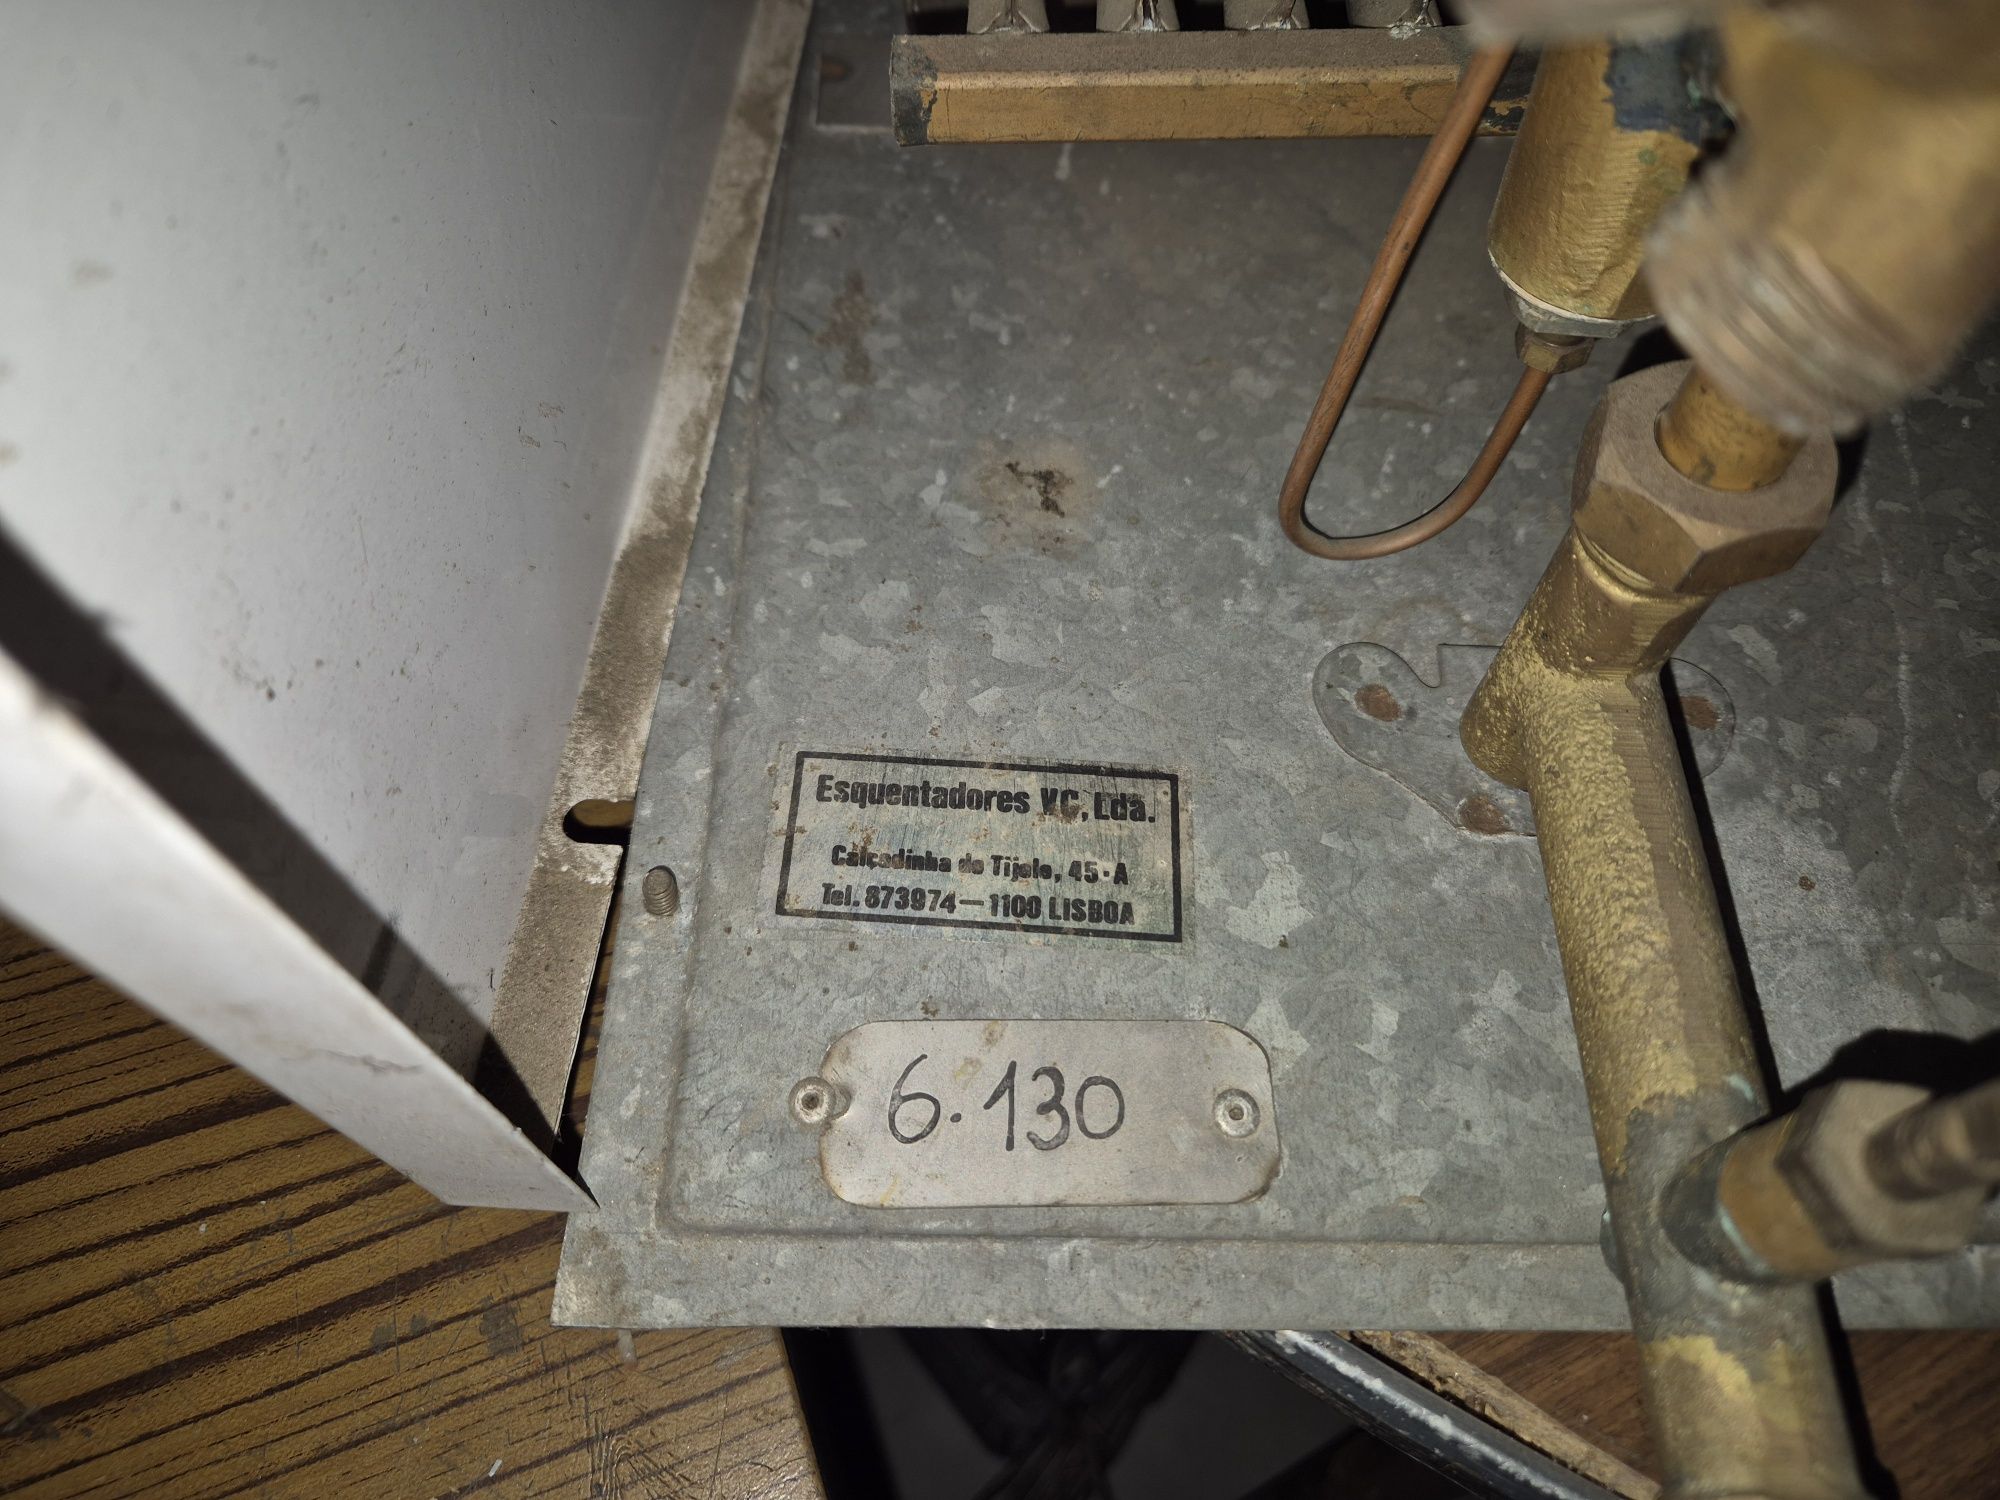 Esquentadores VC, Lda.
Calçadinha do Tijolo, 45-A
Tel. 873974 — 1100 LISBOA
6.130